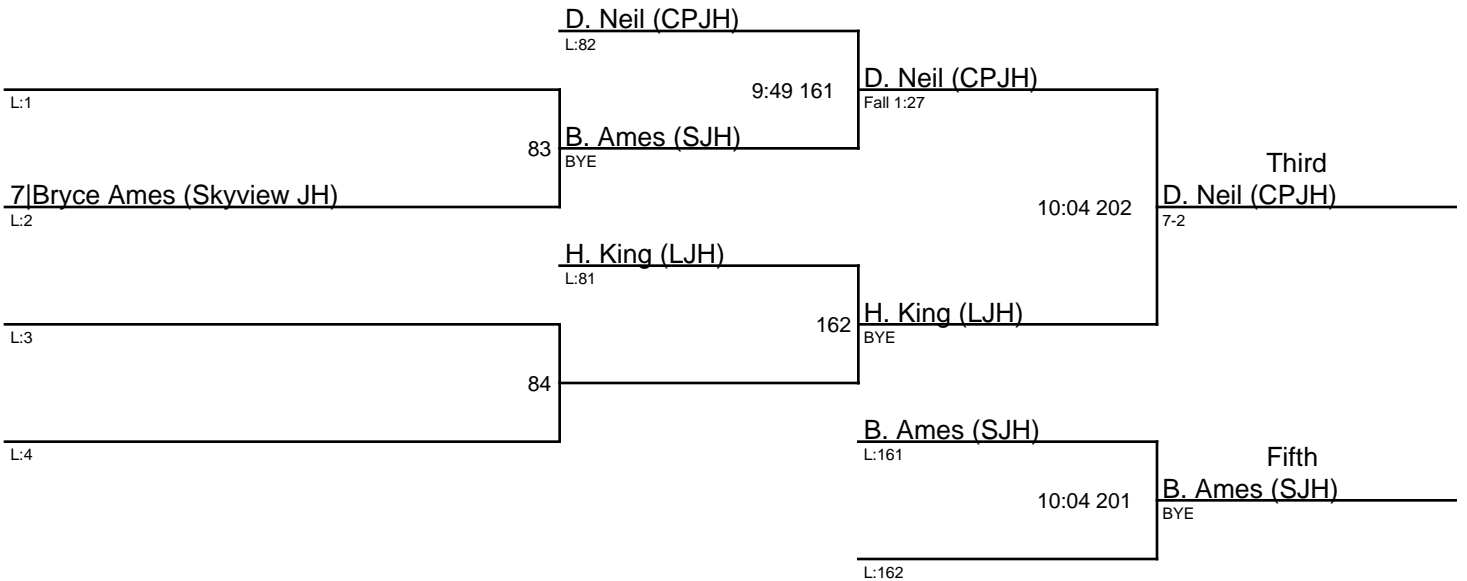 D. Neil (CPJH)
L:82
9:49 161
D. Neil (CPJH)
Fall 1:27
L:1
83
B. Ames (SJH)
BYE
7|Bryce Ames (Skyview JH)
L:2
Third
10:04 202
D. Neil (CPJH)
7-2
H. King (LJH)
L:81
162
H. King (LJH)
BYE
L:3
84
B. Ames (SJH)
L:161
L:4
Fifth
10:04 201
B. Ames (SJH)
BYE
L:162